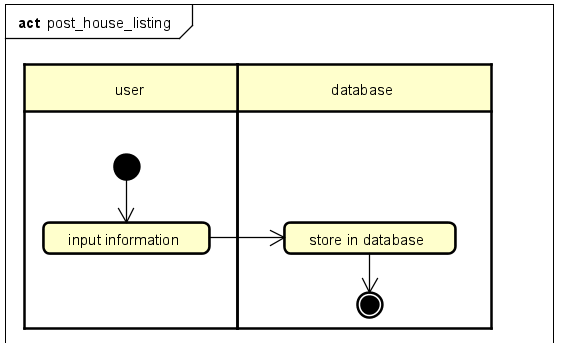 act post_house_listing
user
database
input information
store in database